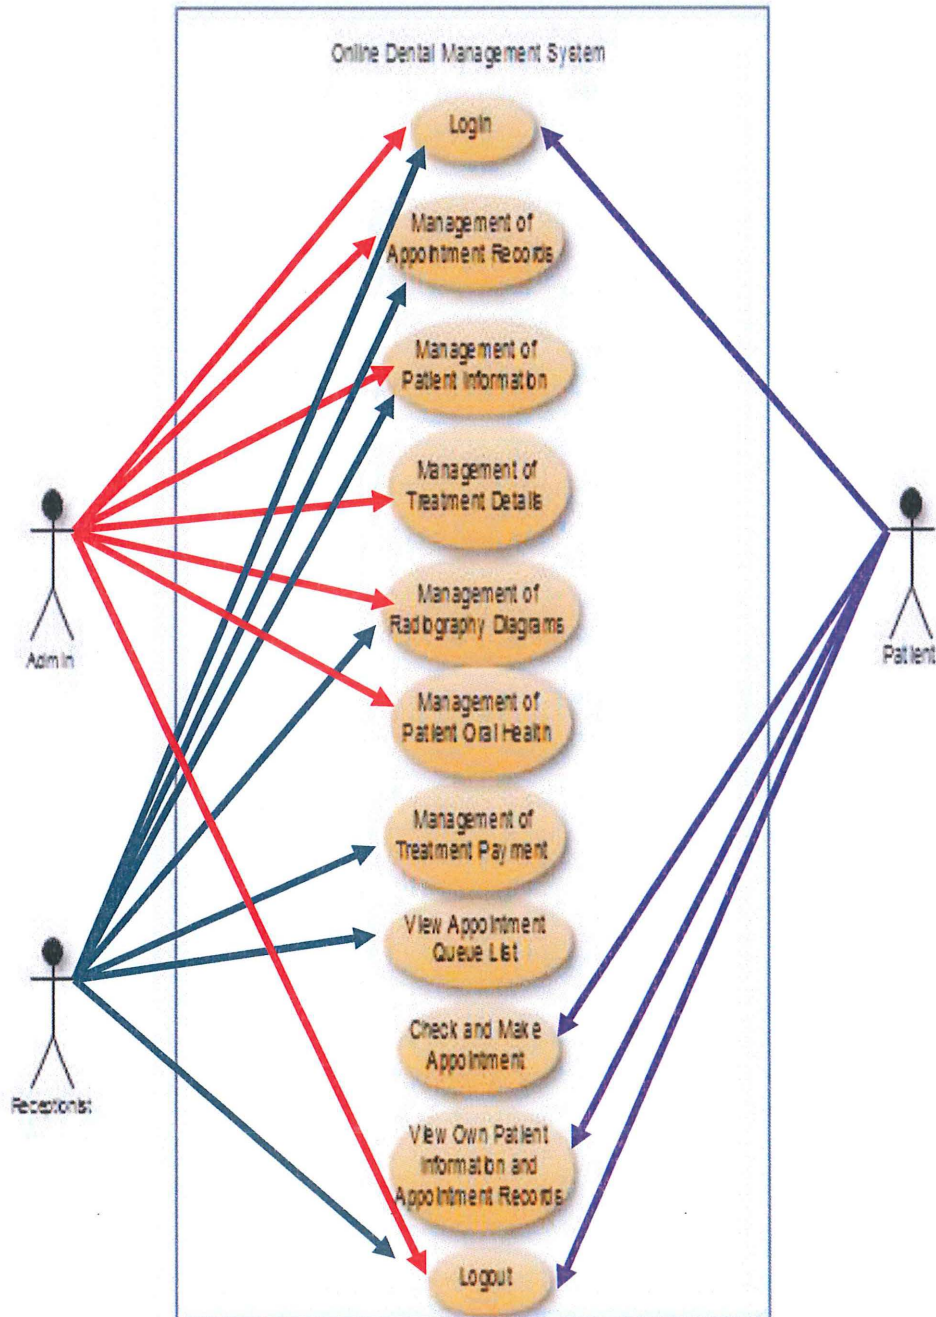 Online Dental Management System
Login
Management of
Appointment Records
Management of
Patient Information
Management of
Treatment Details
Management of
Radiography Diagrams
Admin
Patient
Management of
Patient Oral Health
Management of
Treatment Payment
View Appointment
Queue List
Check and Make
Appointment
Receptionist
View Own Patient
Information and
Appointment Records
Logout